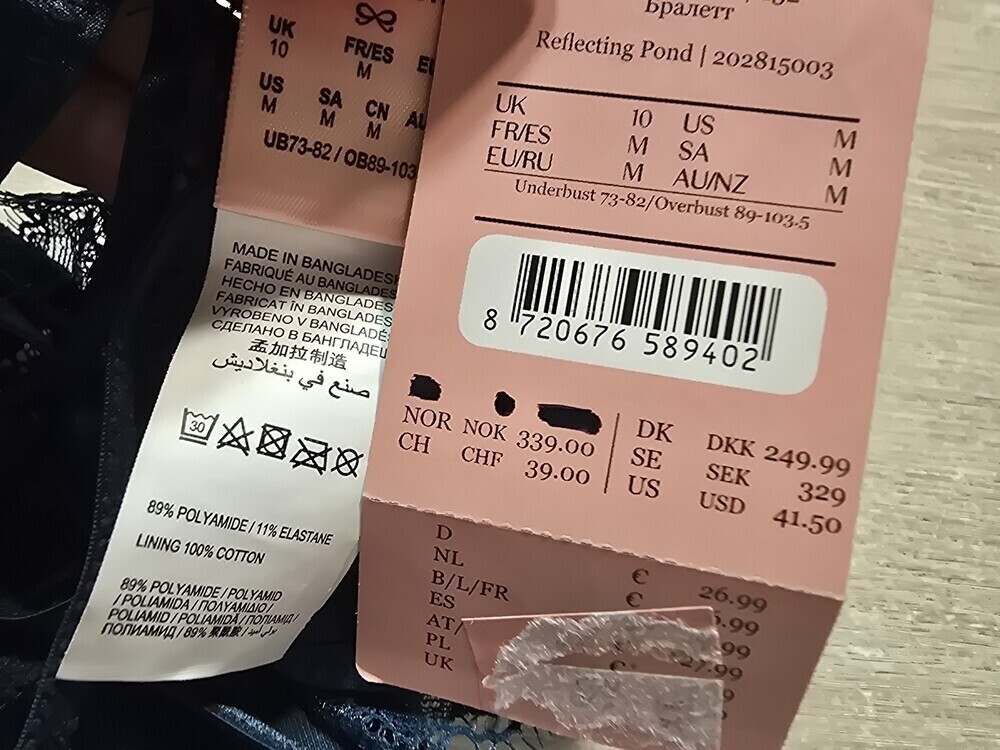 UK
10
FR/ES
M
US
M
SA
M
CN
M
UB73-82 / OB89-103
MADE IN BANGLADESH
FABRIQUÉ AU BANGLADES
HECHO EN BANGLADES
FABRICAT ÎN BANGLADES
VYROBENO V BANGLADÉ
СДЕЛАНО В БАНГЛАДЕШ
孟加拉制造
صنع في بنغلاديش
30
89% POLYAMIDE / 11% ELASTANE
LINING 100% COTTON
89% POLYAMIDE / POLYAMID
/ POLIAMIDA / ПОЛУАМІДІО /
POLIAMID / POLIAMIDĂ / ПОЛІАМІД /
ПОЛИАМИД / 89% 聚酰胺 /
Бралетт
Reflecting Pond | 202815003
UK 10 US M
FR/ES M SA M
EU/RU M AU/NZ M
Underbust 73-82/Overbust 89-103.5
8 720676 589402
NOR NOK 339.00 DK DKK 249.99
CH CHF 39.00 SE SEK 329
US USD 41.50
D € 26.99
NL €
B/L/FR
ES
AT/
PL
UK